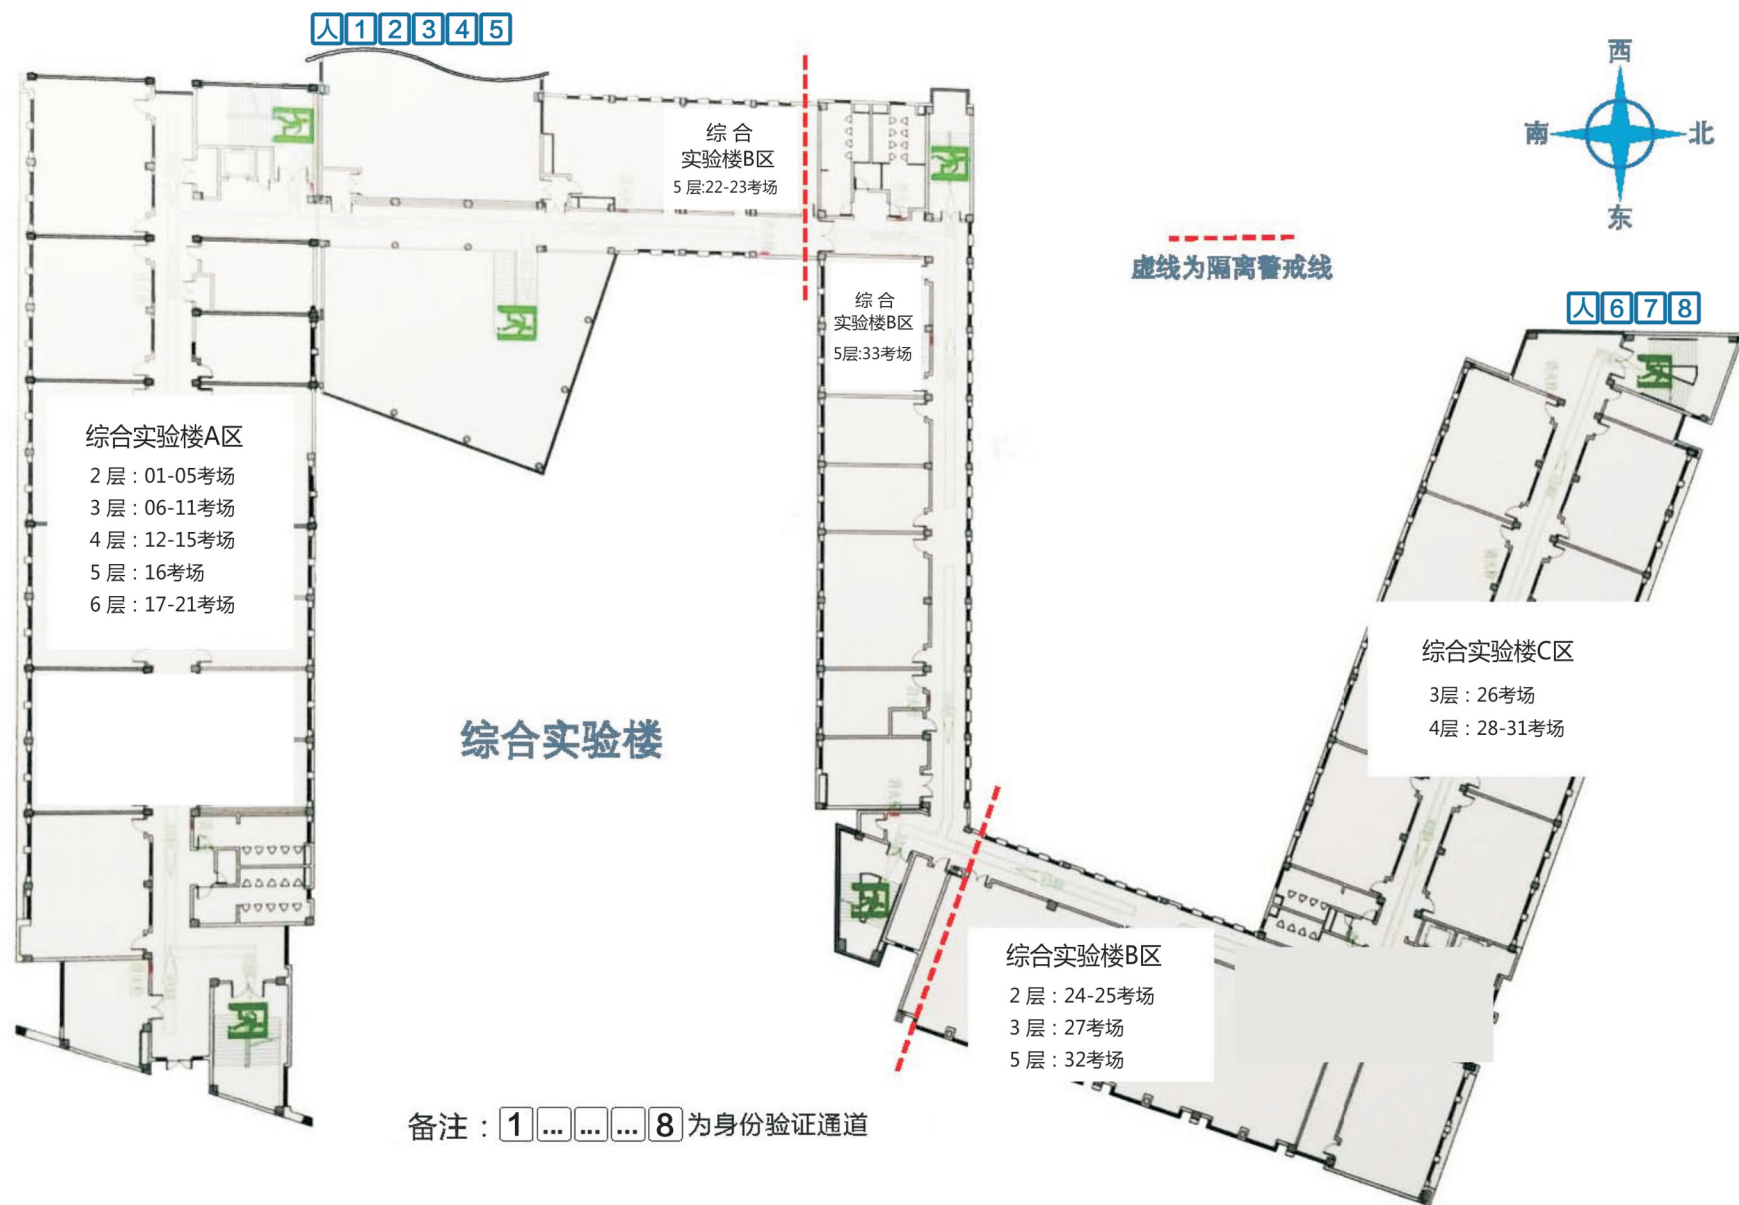 人 1 2 3 4 5
西
南 北
东
综 合
实验楼B区
5 层:22-23考场
虚线为隔离警戒线
综 合
实验楼B区
5层:33考场
人 6 7 8
综合实验楼A区
2 层：01-05考场
3 层：06-11考场
4 层：12-15考场
5 层：16考场
6 层：17-21考场
综合实验楼C区
3层：26考场
4层：28-31考场
综合实验楼
综合实验楼B区
2 层：24-25考场
3 层：27考场
5 层：32考场
备注：1 ... ... ... 8 为身份验证通道